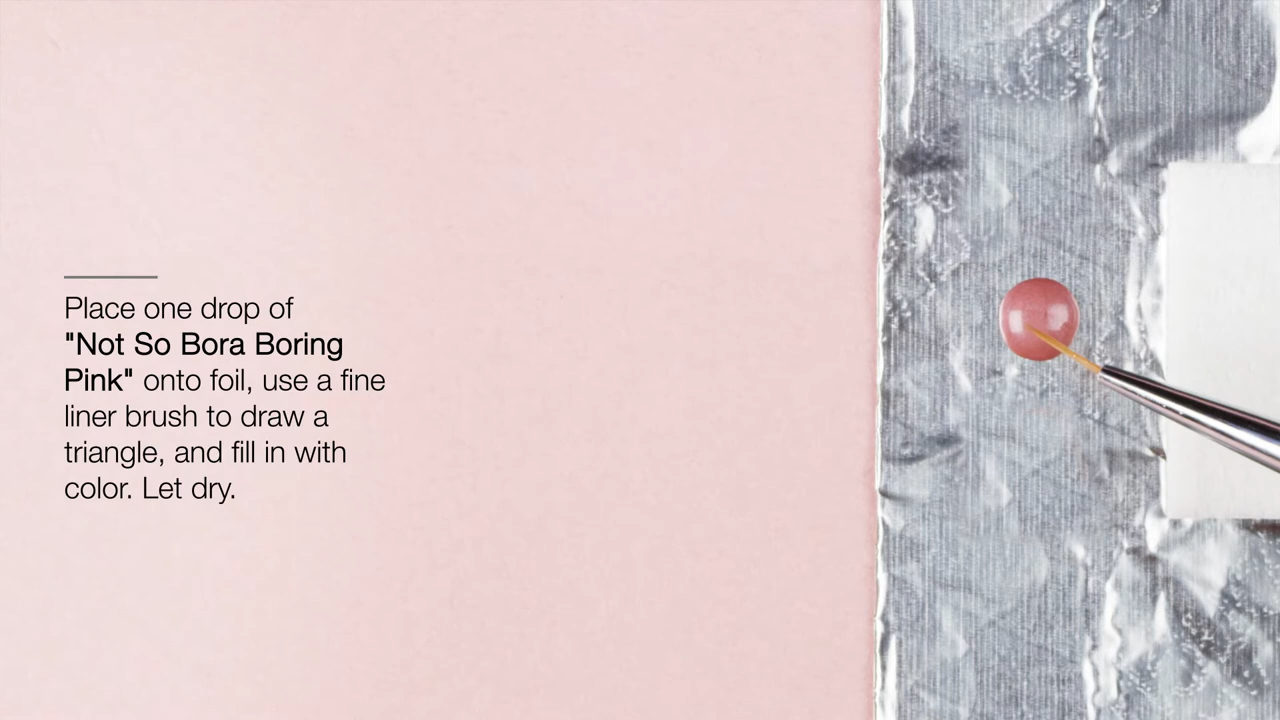 Place one drop of
"Not So Bora Boring
Pink" onto foil, use a fine
liner brush to draw a
triangle, and fill in with
color. Let dry.